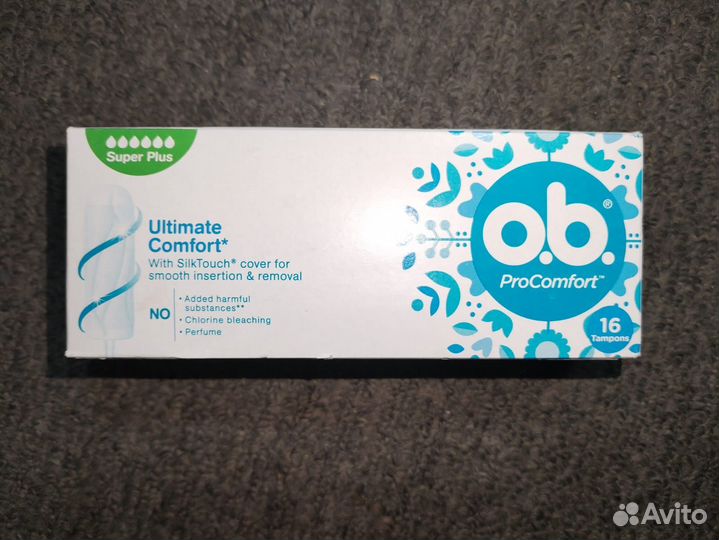 Super Plus
Ultimate
Comfort*
With SilkTouch® cover for
smooth insertion & removal
NO
• Added harmful
substances**
• Chlorine bleaching
• Perfume
o.b.®
ProComfort™
16
Tampons
Avito